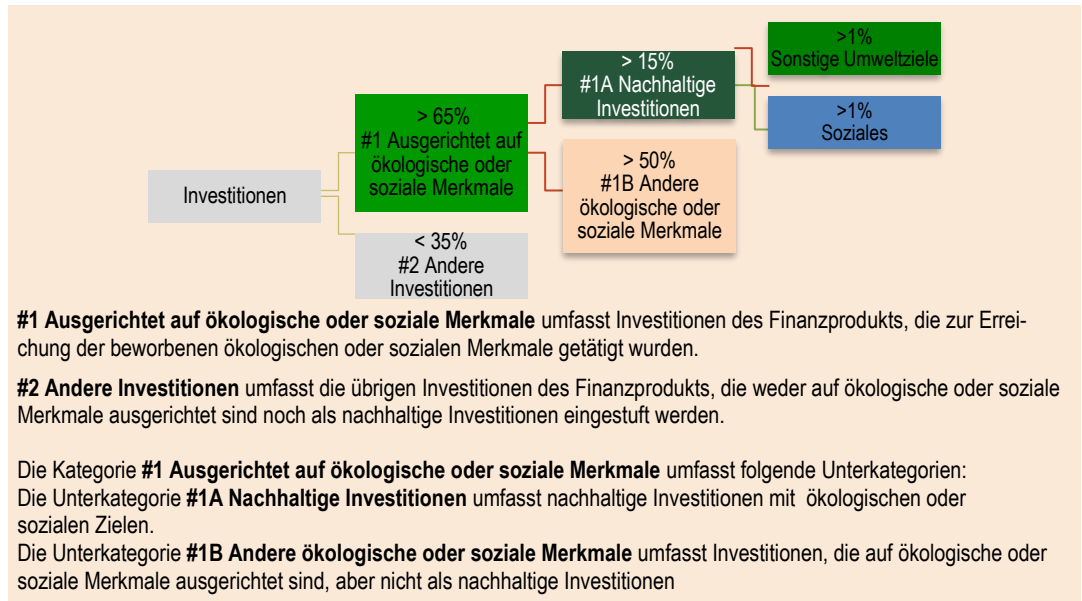 Investitionen
> 65%
#1 Ausgerichtet auf
ökologische oder
soziale Merkmale
< 35%
#2 Andere
Investitionen
> 15%
#1A Nachhaltige
Investitionen
> 50%
#1B Andere
ökologische oder
soziale Merkmale
>1%
Sonstige Umweltziele
>1%
Soziales
#1 Ausgerichtet auf ökologische oder soziale Merkmale umfasst Investitionen des Finanzprodukts, die zur Errei-
chung der beworbenen ökologischen oder sozialen Merkmale getätigt wurden.
#2 Andere Investitionen umfasst die übrigen Investitionen des Finanzprodukts, die weder auf ökologische oder soziale
Merkmale ausgerichtet sind noch als nachhaltige Investitionen eingestuft werden.
Die Kategorie #1 Ausgerichtet auf ökologische oder soziale Merkmale umfasst folgende Unterkategorien:
Die Unterkategorie #1A Nachhaltige Investitionen umfasst nachhaltige Investitionen mit ökologischen oder
sozialen Zielen.
Die Unterkategorie #1B Andere ökologische oder soziale Merkmale umfasst Investitionen, die auf ökologische oder
soziale Merkmale ausgerichtet sind, aber nicht als nachhaltige Investitionen